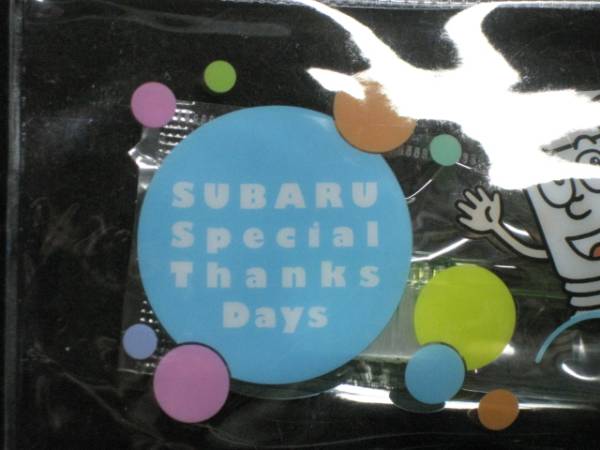 SUBARU
Special
Thanks
Days